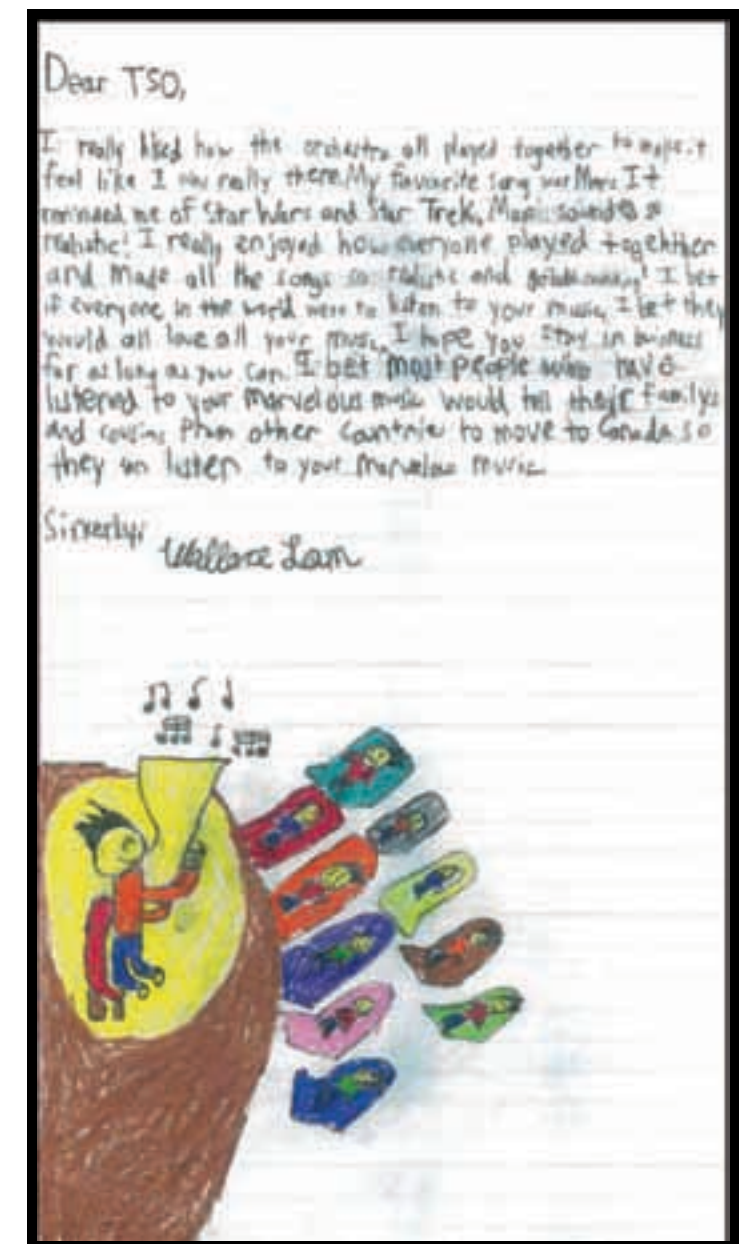 Dear TSO,
I really liked how the orchestra all played together to make it
feel like I was really there. My favourite song was Mars. It
reminded me of Star Wars and Star Trek, Mars sounds so
realistic! I really enjoyed how everyone played togehther
and made all the songs so realistic and I bet
if everyone in the world were to listen to your music, I bet they
would all love all your music. I hope you stay in business
for as long as you can. I bet most people who have
listened to your marvelous music would tell their familys
and cousins from other countries to move to Canada so
they can listen to your marvelous music
Sincerly,
Wallace Lam